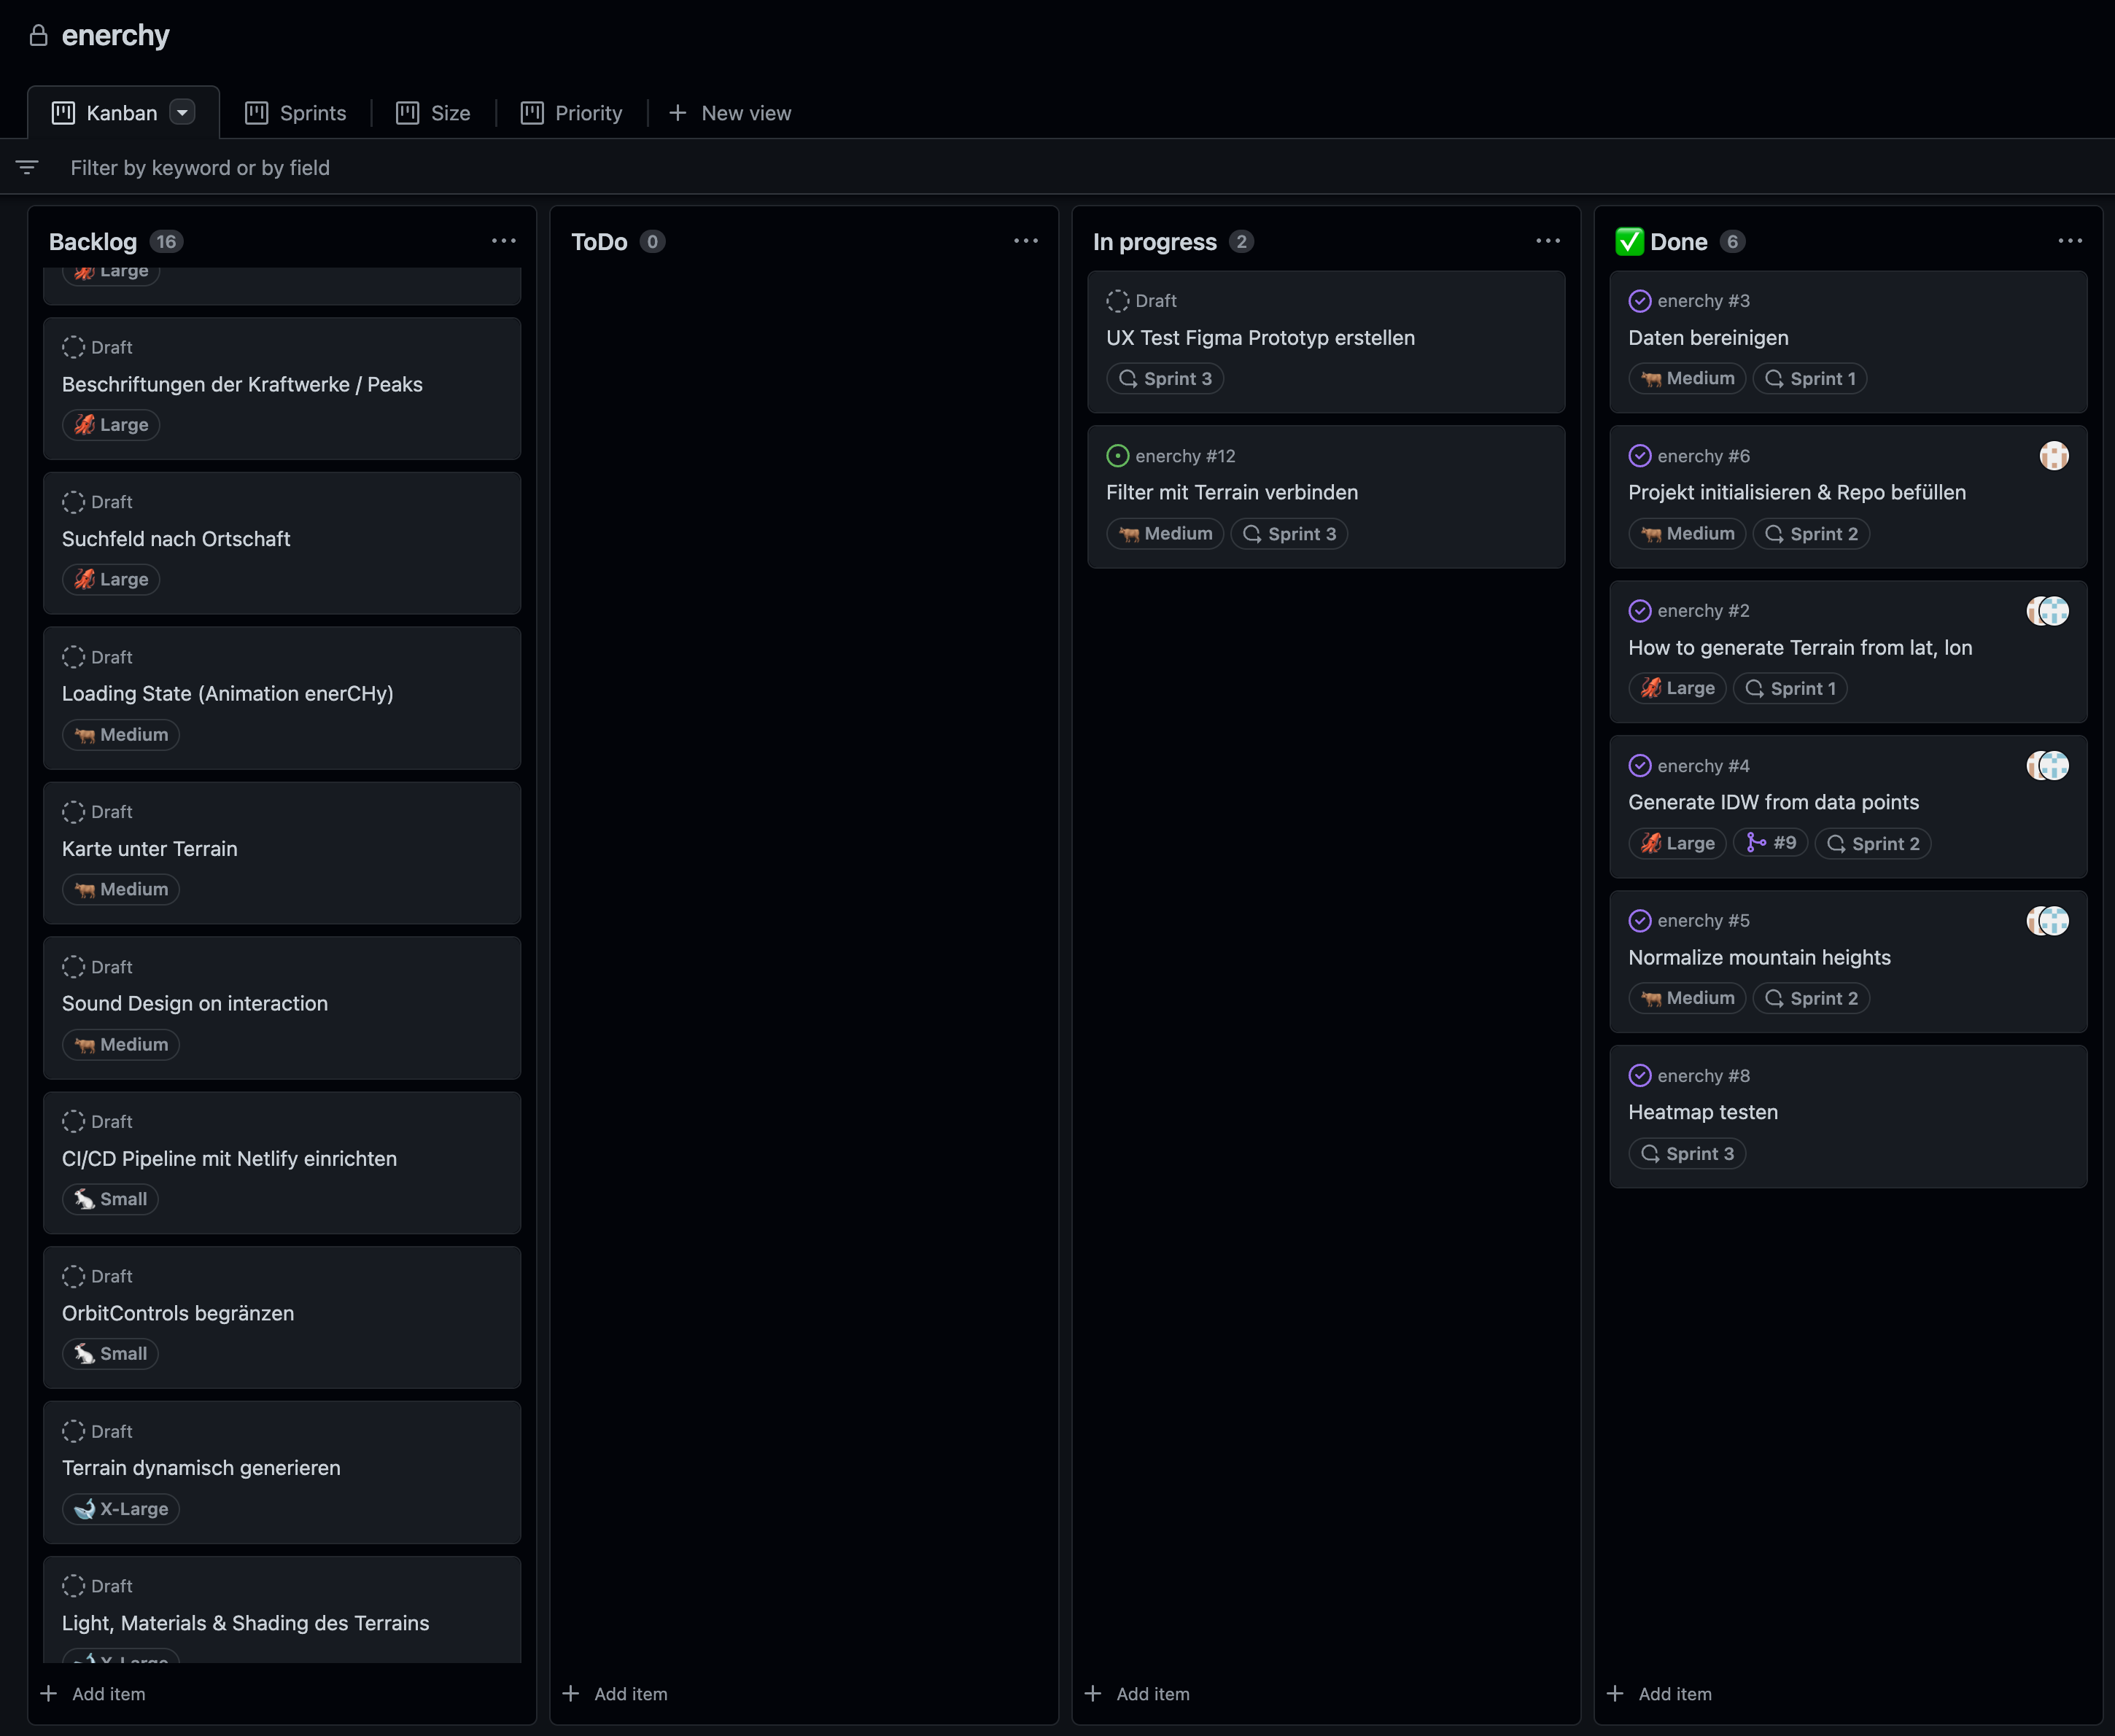 enerchy
Kanban
Sprints
Size
Priority
New view
Filter by keyword or by field
Backlog 16
Large
Draft
Beschriftungen der Kraftwerke / Peaks
Large
Draft
Suchfeld nach Ortschaft
Large
Draft
Loading State (Animation enerCHy)
Medium
Draft
Karte unter Terrain
Medium
Draft
Sound Design on interaction
Medium
Draft
CI/CD Pipeline mit Netlify einrichten
Small
Draft
OrbitControls begränzen
Small
Draft
Terrain dynamisch generieren
X-Large
Draft
Light, Materials & Shading des Terrains
X-Large
Add item
ToDo 0
Add item
In progress 2
Draft
UX Test Figma Prototyp erstellen
Sprint 3
enerchy #12
Filter mit Terrain verbinden
Medium Sprint 3
Add item
✅ Done 6
enerchy #3
Daten bereinigen
Medium Sprint 1
enerchy #6
Projekt initialisieren & Repo befüllen
Medium Sprint 2
enerchy #2
How to generate Terrain from lat, lon
Large Sprint 1
enerchy #4
Generate IDW from data points
Large #9 Sprint 2
enerchy #5
Normalize mountain heights
Medium Sprint 2
enerchy #8
Heatmap testen
Sprint 3
Add item